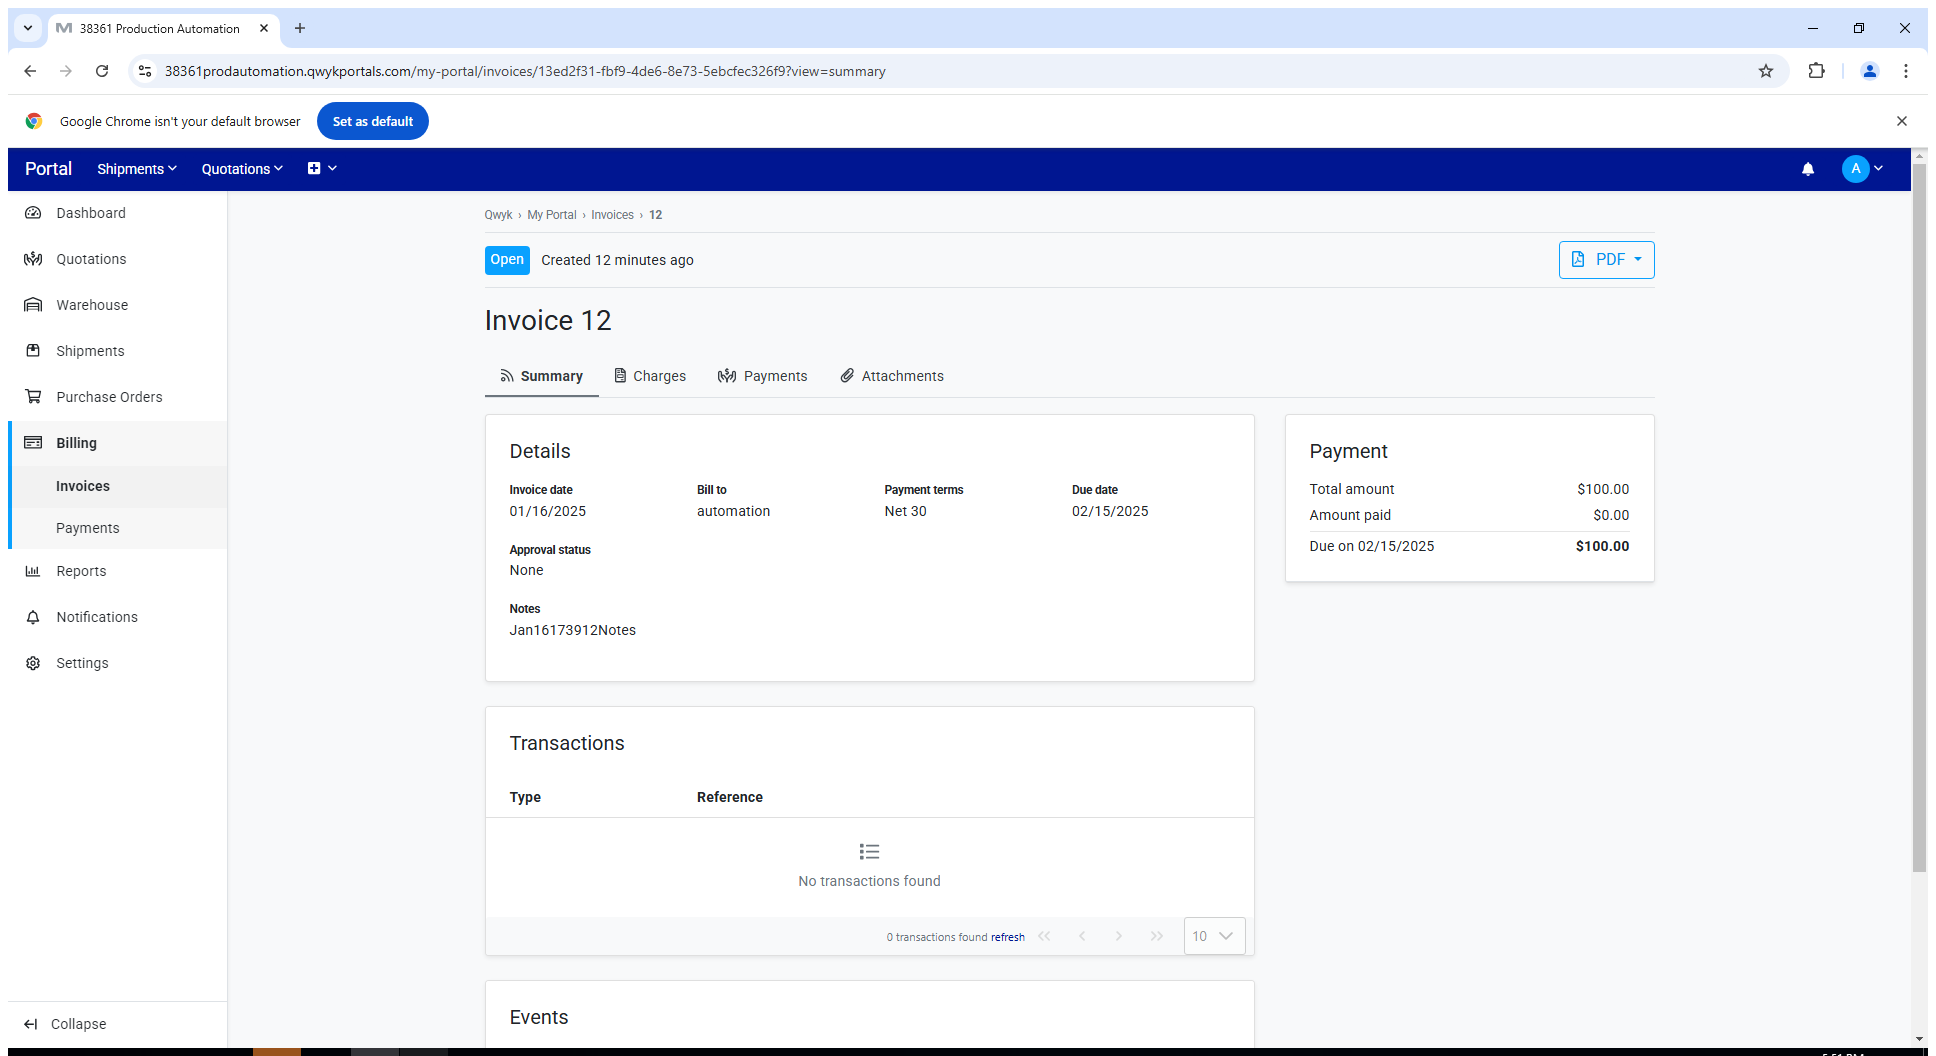 38361 Production Automation
38361prodautomation.qwykportals.com/my-portal/invoices/13ed2f31-fbf9-4de6-8e73-5ebcfec326f9?view=summary
Google Chrome isn't your default browser
Set as default
Portal
Shipments
Quotations
A
Dashboard
Quotations
Warehouse
Shipments
Purchase Orders
Billing
Invoices
Payments
Reports
Notifications
Settings
Collapse
Qwyk › My Portal › Invoices › 12
Open
Created 12 minutes ago
PDF
Invoice 12
Summary
Charges
Payments
Attachments
Details
Invoice date
01/16/2025
Bill to
automation
Payment terms
Net 30
Due date
02/15/2025
Approval status
None
Notes
Jan16173912Notes
Payment
Total amount $100.00
Amount paid $0.00
Due on 02/15/2025 $100.00
Transactions
Type Reference
No transactions found
0 transactions found refresh
10
Events